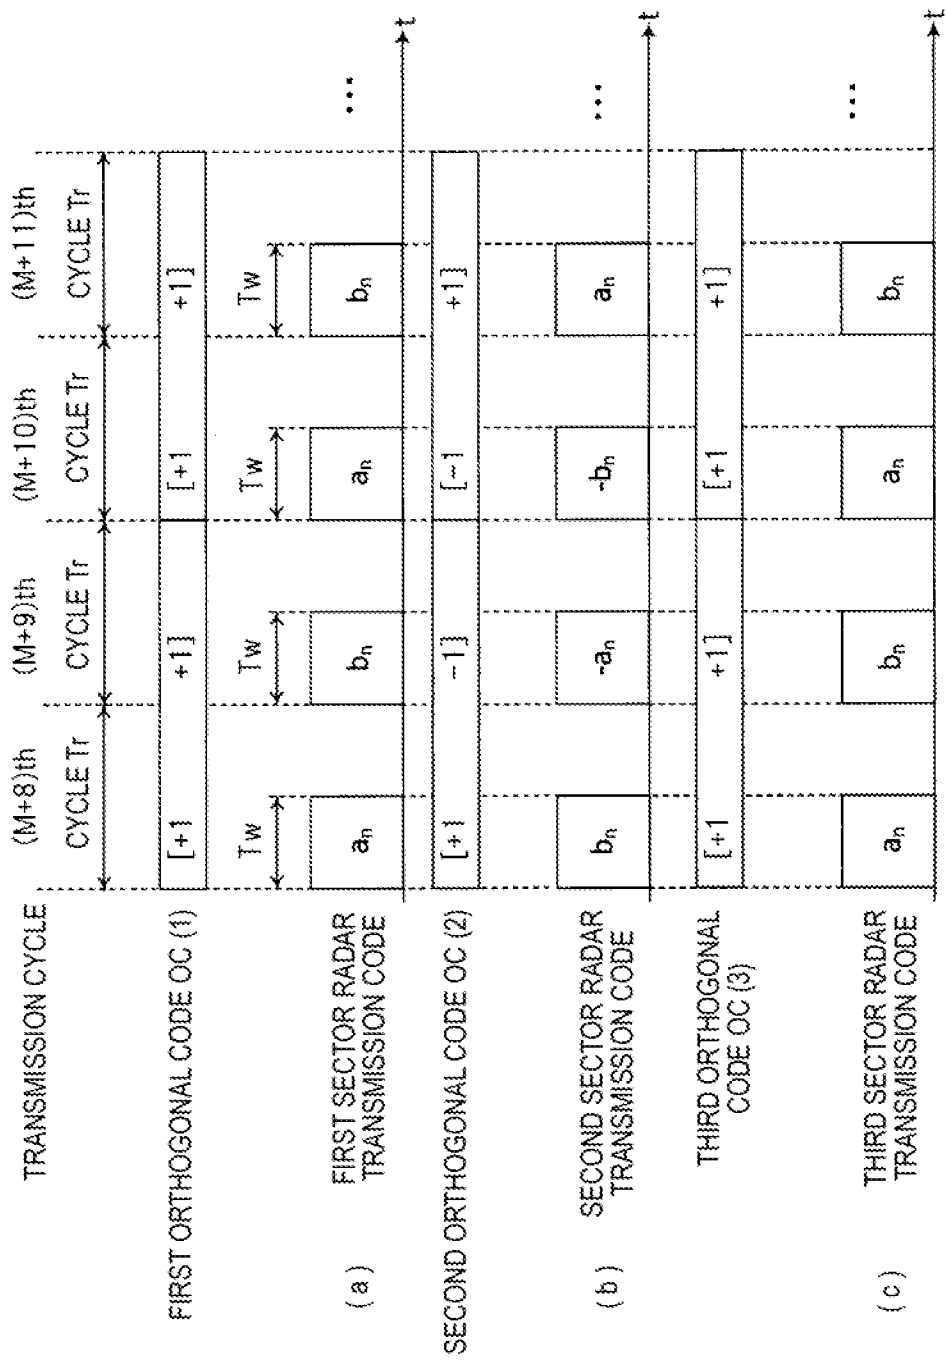 TRANSMISSION CYCLE
(M+8)th
CYCLE Tr
(M+9)th
CYCLE Tr
(M+10)th
CYCLE Tr
(M+11)th
CYCLE Tr
FIRST ORTHOGONAL CODE OC (1)
[+1 +1] [+1 +1]
Tw Tw Tw Tw
(a)
FIRST SECTOR RADAR
TRANSMISSION CODE
an bn an bn ...
t
SECOND ORTHOGONAL CODE OC (2)
[+1 -1] [-1 +1]
(b)
SECOND SECTOR RADAR
TRANSMISSION CODE
bn -an -bn an ...
t
THIRD ORTHOGONAL
CODE OC (3)
[+1 +1] [+1 +1]
(c)
THIRD SECTOR RADAR
TRANSMISSION CODE
an bn an bn ...
t